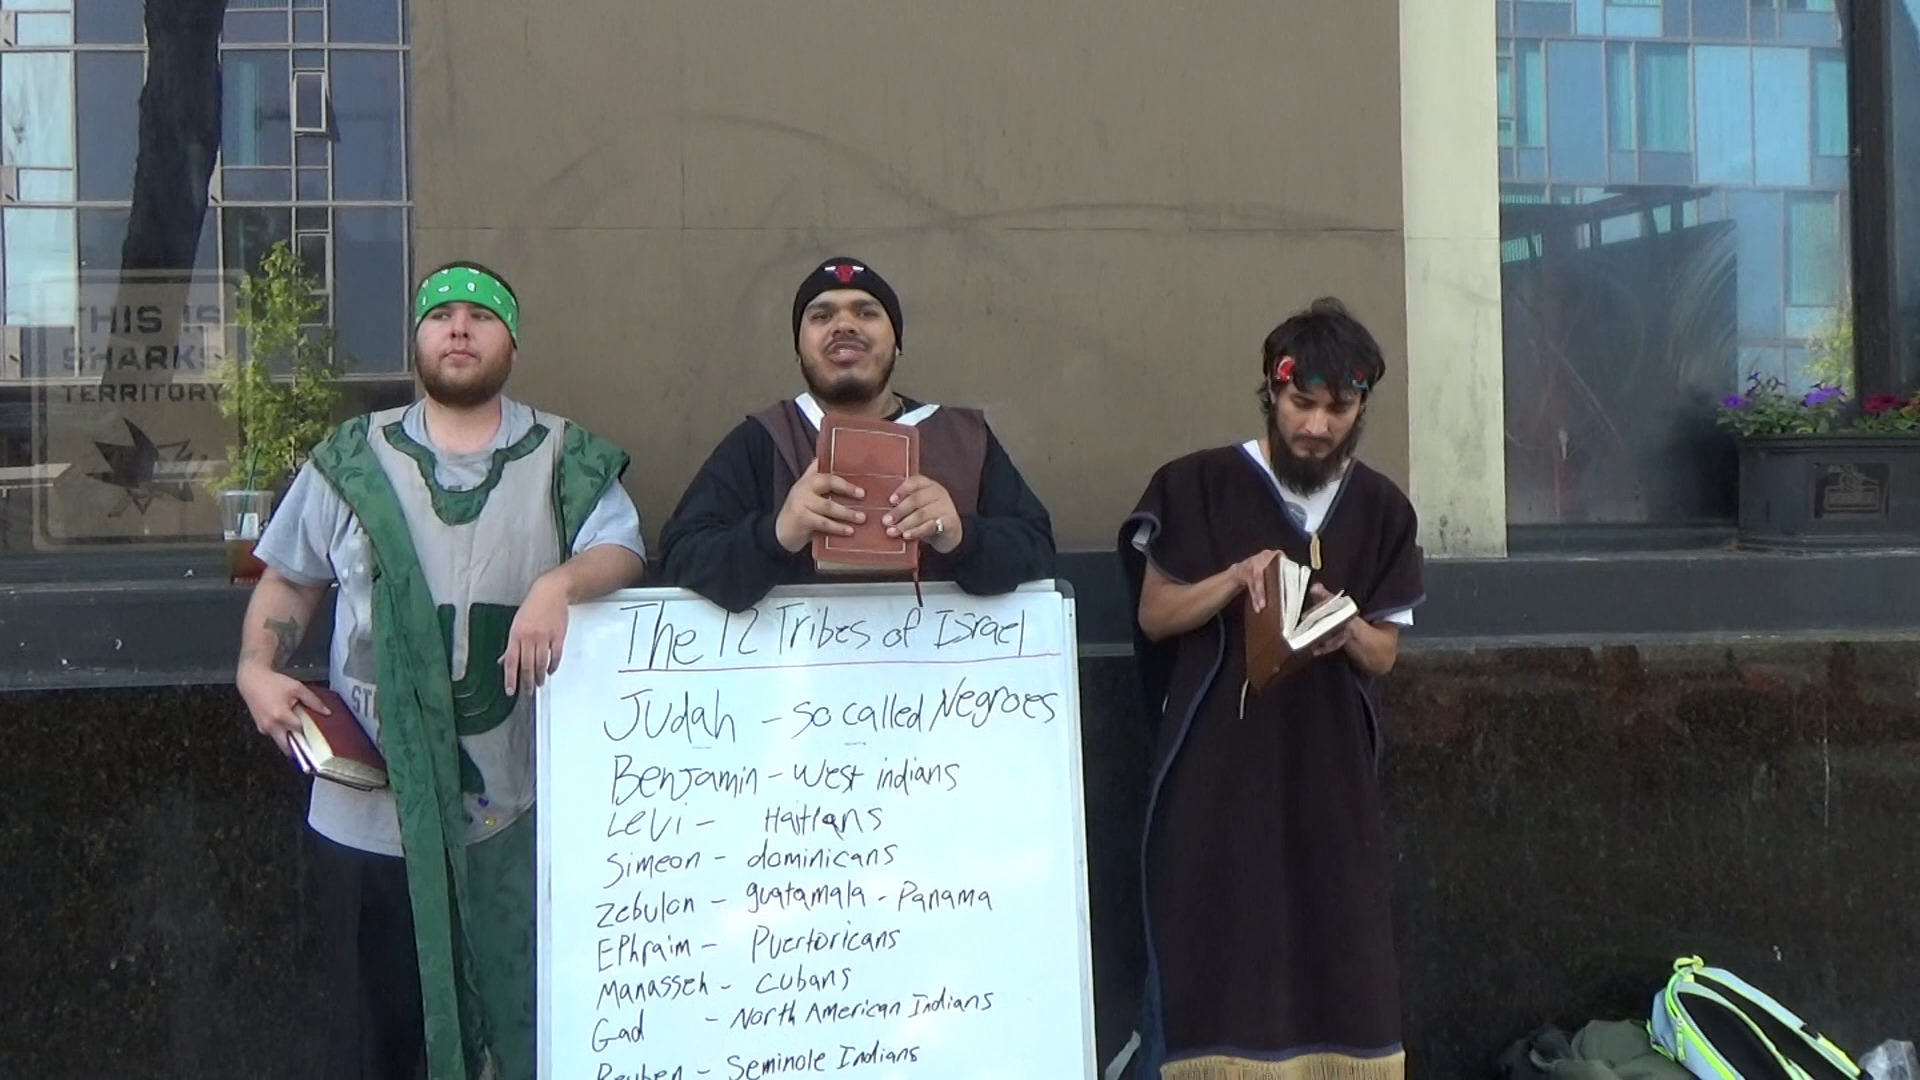 THIS IS
SHARKS
TERRITORY
The 12 Tribes of Israel
Judah - so called Negroes
Benjamin - West indians
Levi - Haitians
Simeon - dominicans
Zebulon - guatamala - Panama
Ephraim - Puertoricans
Manasseh - Cubans
Gad - North American Indians
Reuben - Seminole Indians